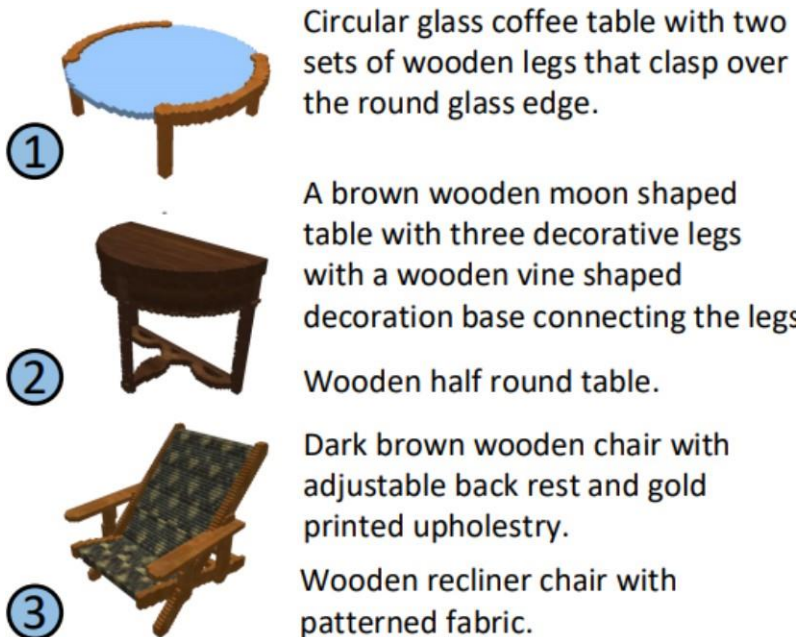 Circular glass coffee table with two
sets of wooden legs that clasp over
the round glass edge.
1
A brown wooden moon shaped
table with three decorative legs
with a wooden vine shaped
decoration base connecting the legs
2
Wooden half round table.
Dark brown wooden chair with
adjustable back rest and gold
printed upholestry.
Wooden recliner chair with
3
patterned fabric.